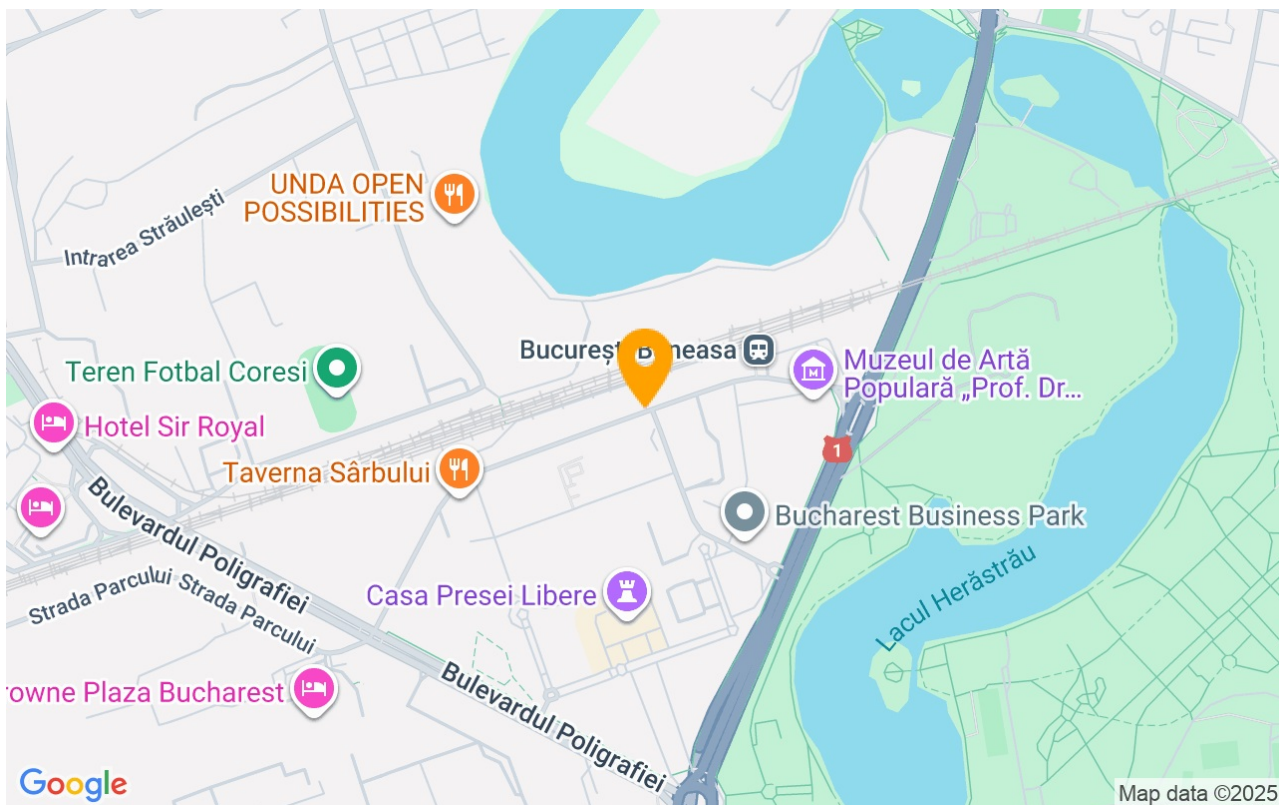 UNDA OPEN
POSSIBILITIES
Intrarea Străulești
Teren Fotbal Coresi
București
Muzeul de Artă
Populară „Prof. Dr...
Hotel Sir Royal
1
Taverna Sârbului
Bulevardul Poligrafiei
Bucharest Business Park
Strada Parcului
Strada Parcului
Casa Presei Libere
Lacul Herăstrău
Bulevardul Poligrafiei
rowne Plaza Bucharest
Google
Map data ©2025